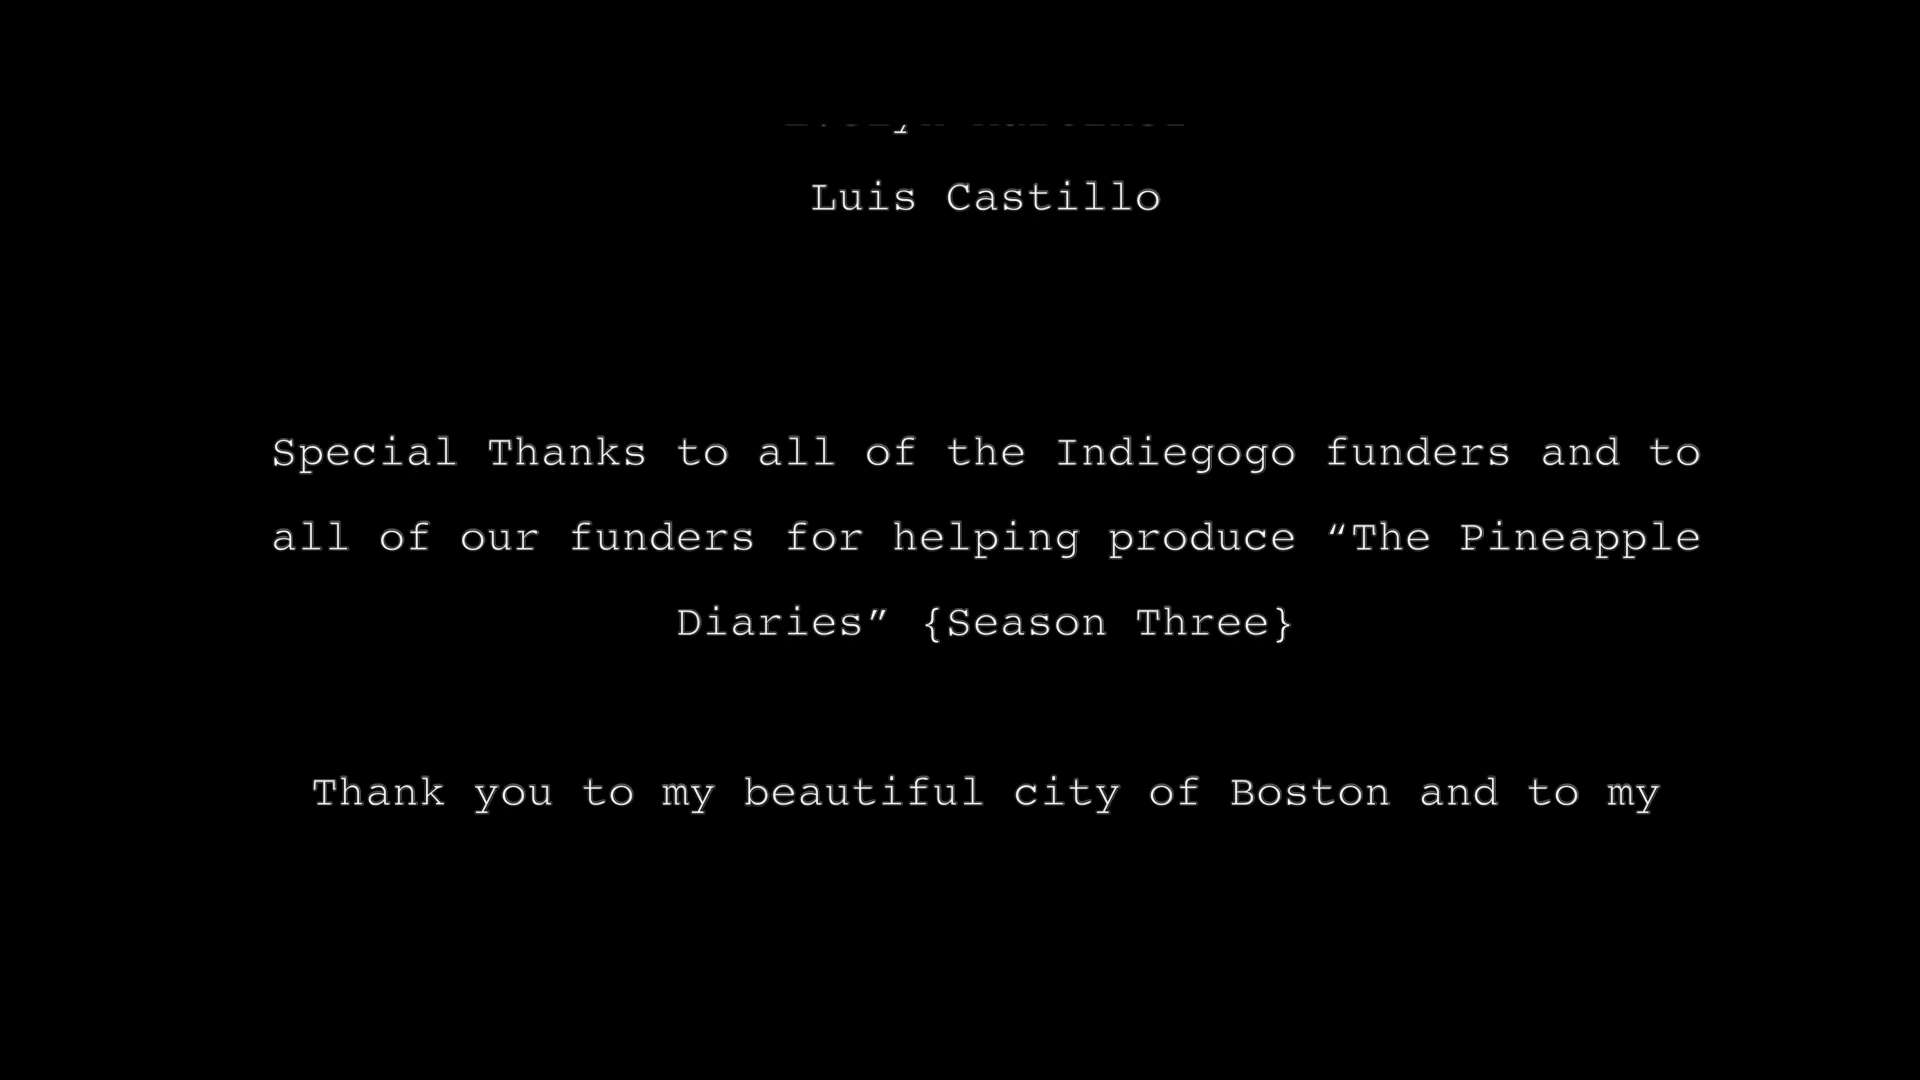 Luis Castillo
Special Thanks to all of the Indiegogo funders and to
all of our funders for helping produce “The Pineapple
Diaries” {Season Three}
Thank you to my beautiful city of Boston and to my